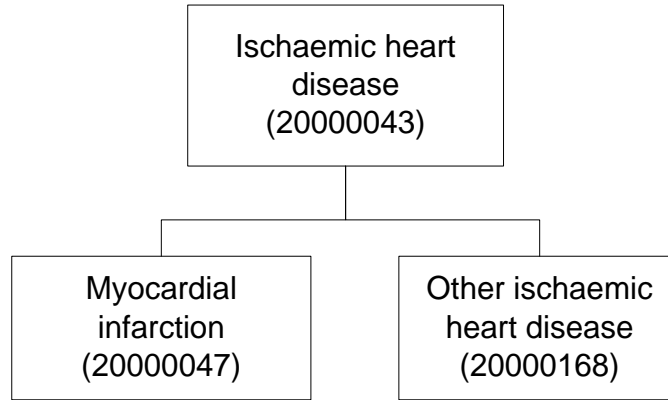 Ischaemic heart
disease
(20000043)
Myocardial
infarction
(20000047)
Other ischaemic
heart disease
(20000168)